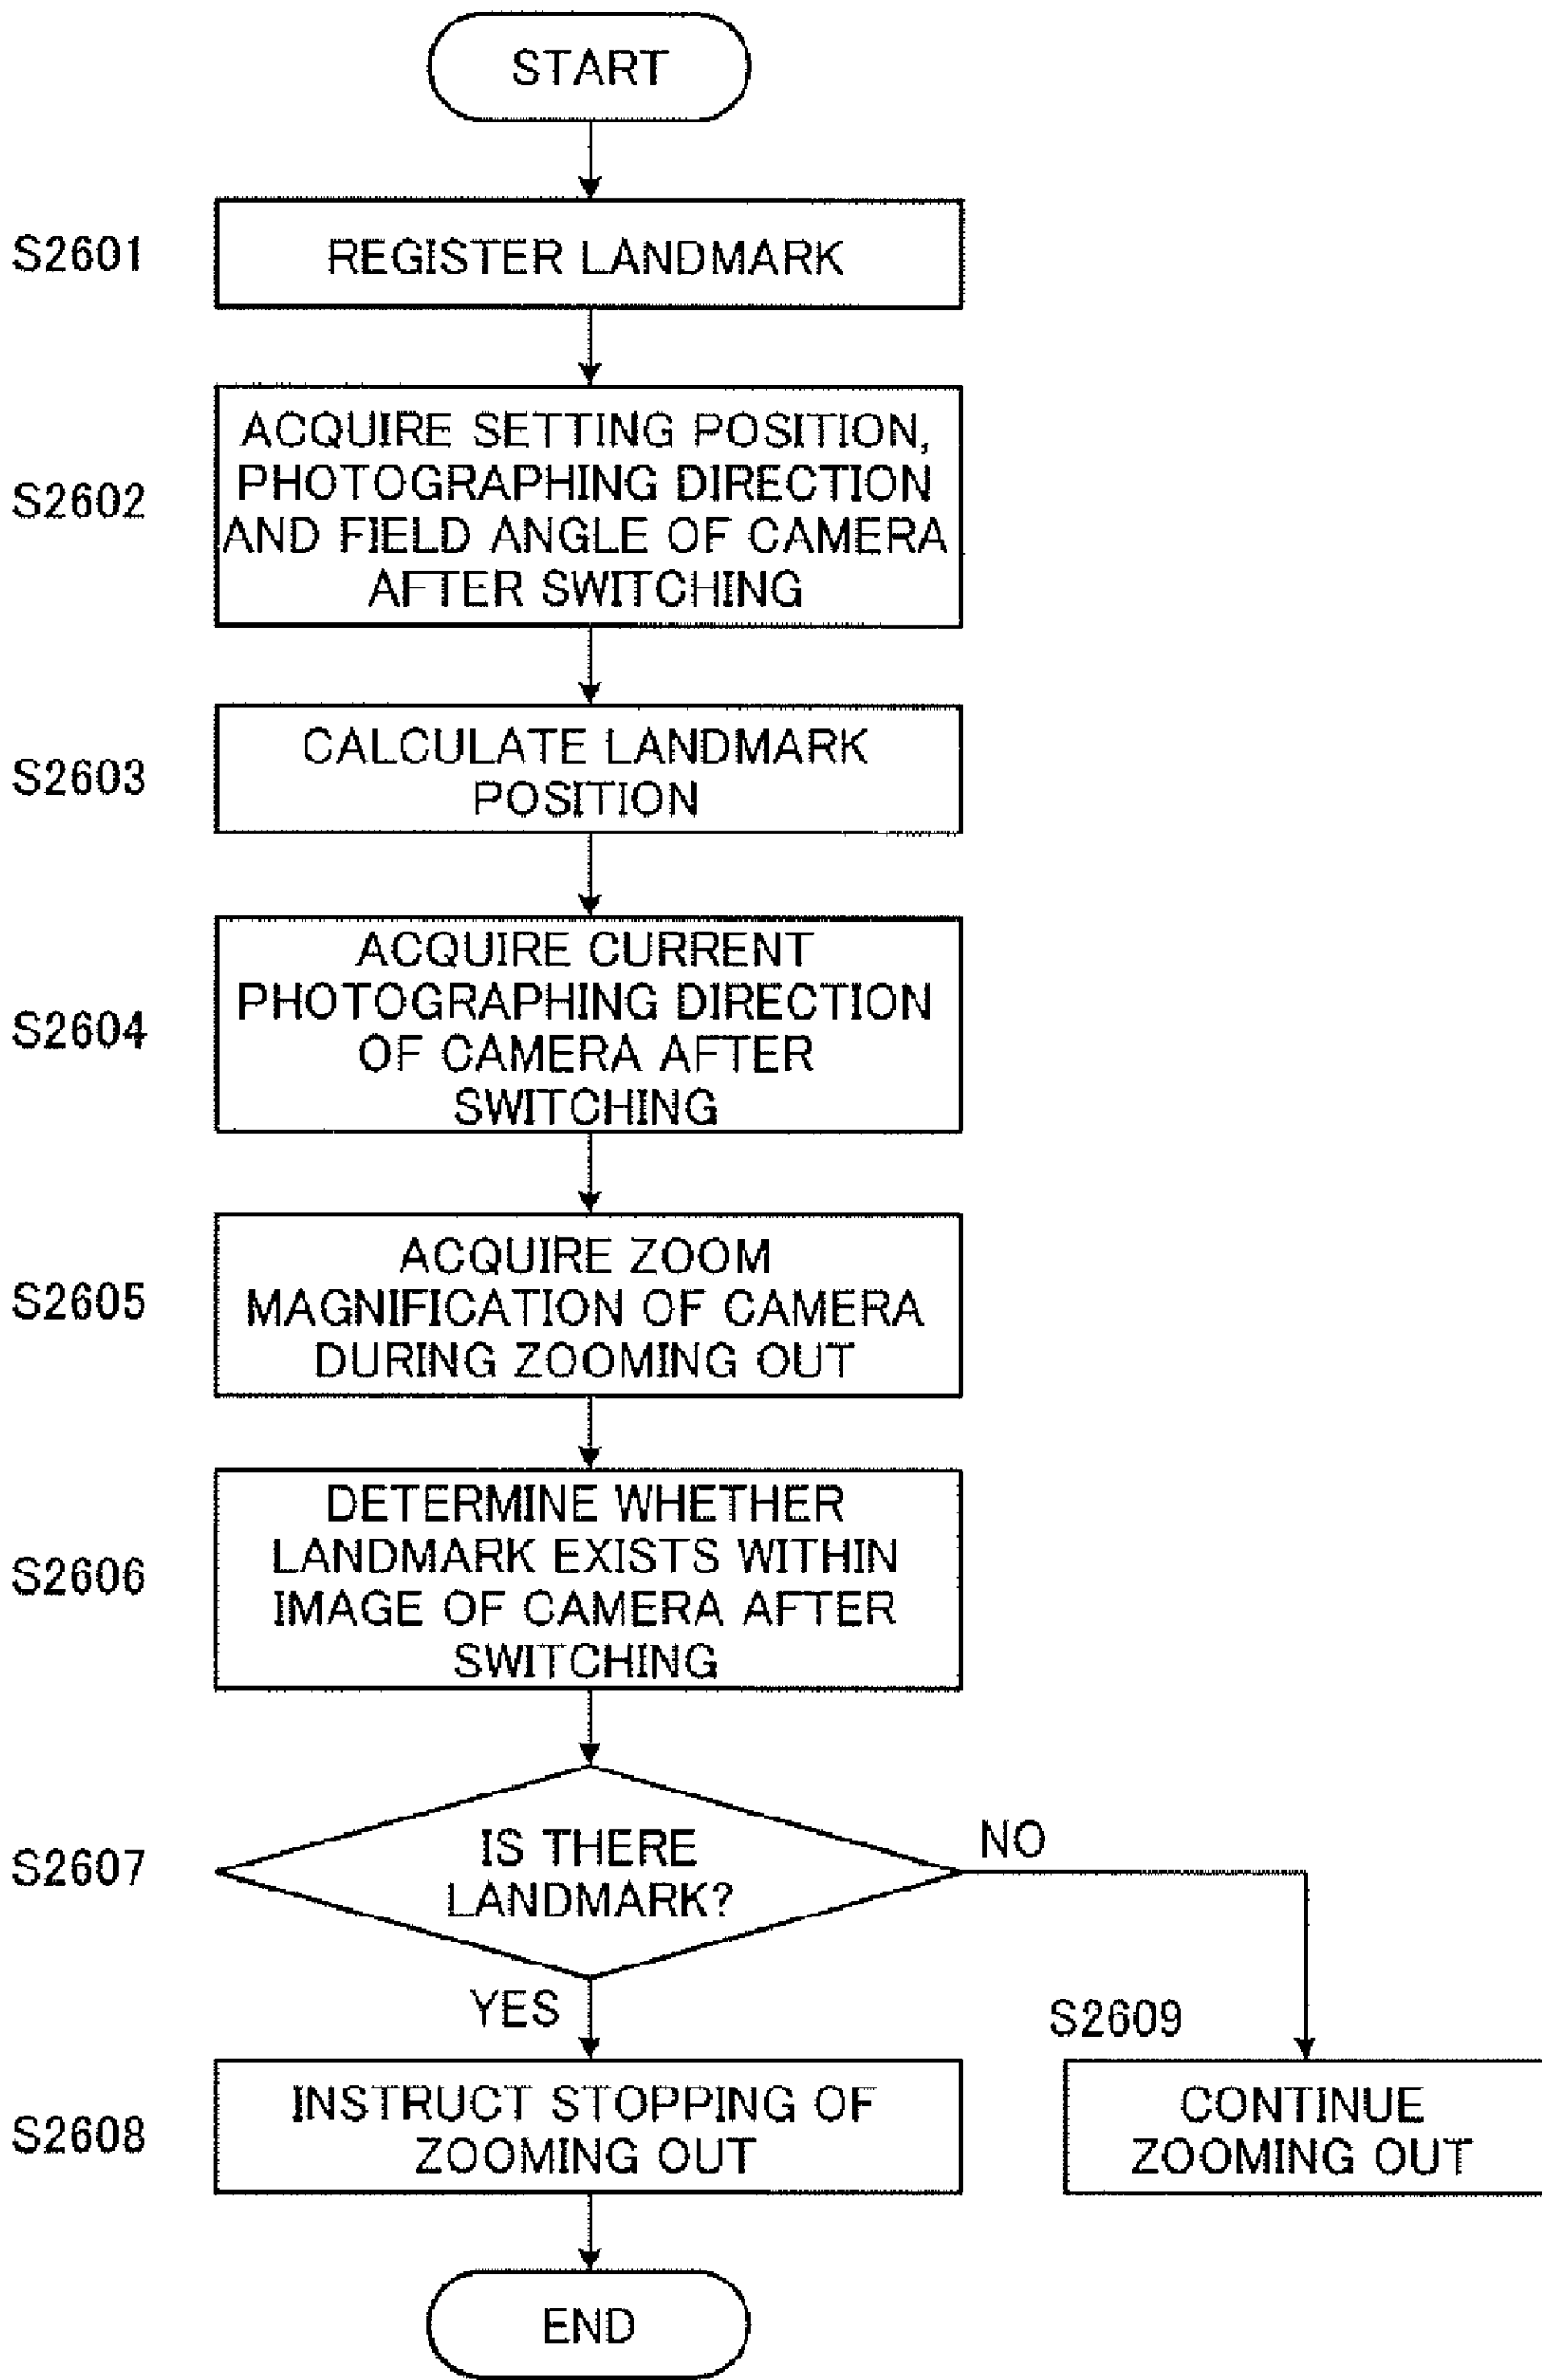 START
S2601
REGISTER LANDMARK
S2602
ACQUIRE SETTING POSITION,
PHOTOGRAPHING DIRECTION
AND FIELD ANGLE OF CAMERA
AFTER SWITCHING
S2603
CALCULATE LANDMARK
POSITION
S2604
ACQUIRE CURRENT
PHOTOGRAPHING DIRECTION
OF CAMERA AFTER
SWITCHING
S2605
ACQUIRE ZOOM
MAGNIFICATION OF CAMERA
DURING ZOOMING OUT
S2606
DETERMINE WHETHER
LANDMARK EXISTS WITHIN
IMAGE OF CAMERA AFTER
SWITCHING
S2607
IS THERE
LANDMARK?
NO
YES
S2609
S2608
INSTRUCT STOPPING OF
ZOOMING OUT
CONTINUE
ZOOMING OUT
END